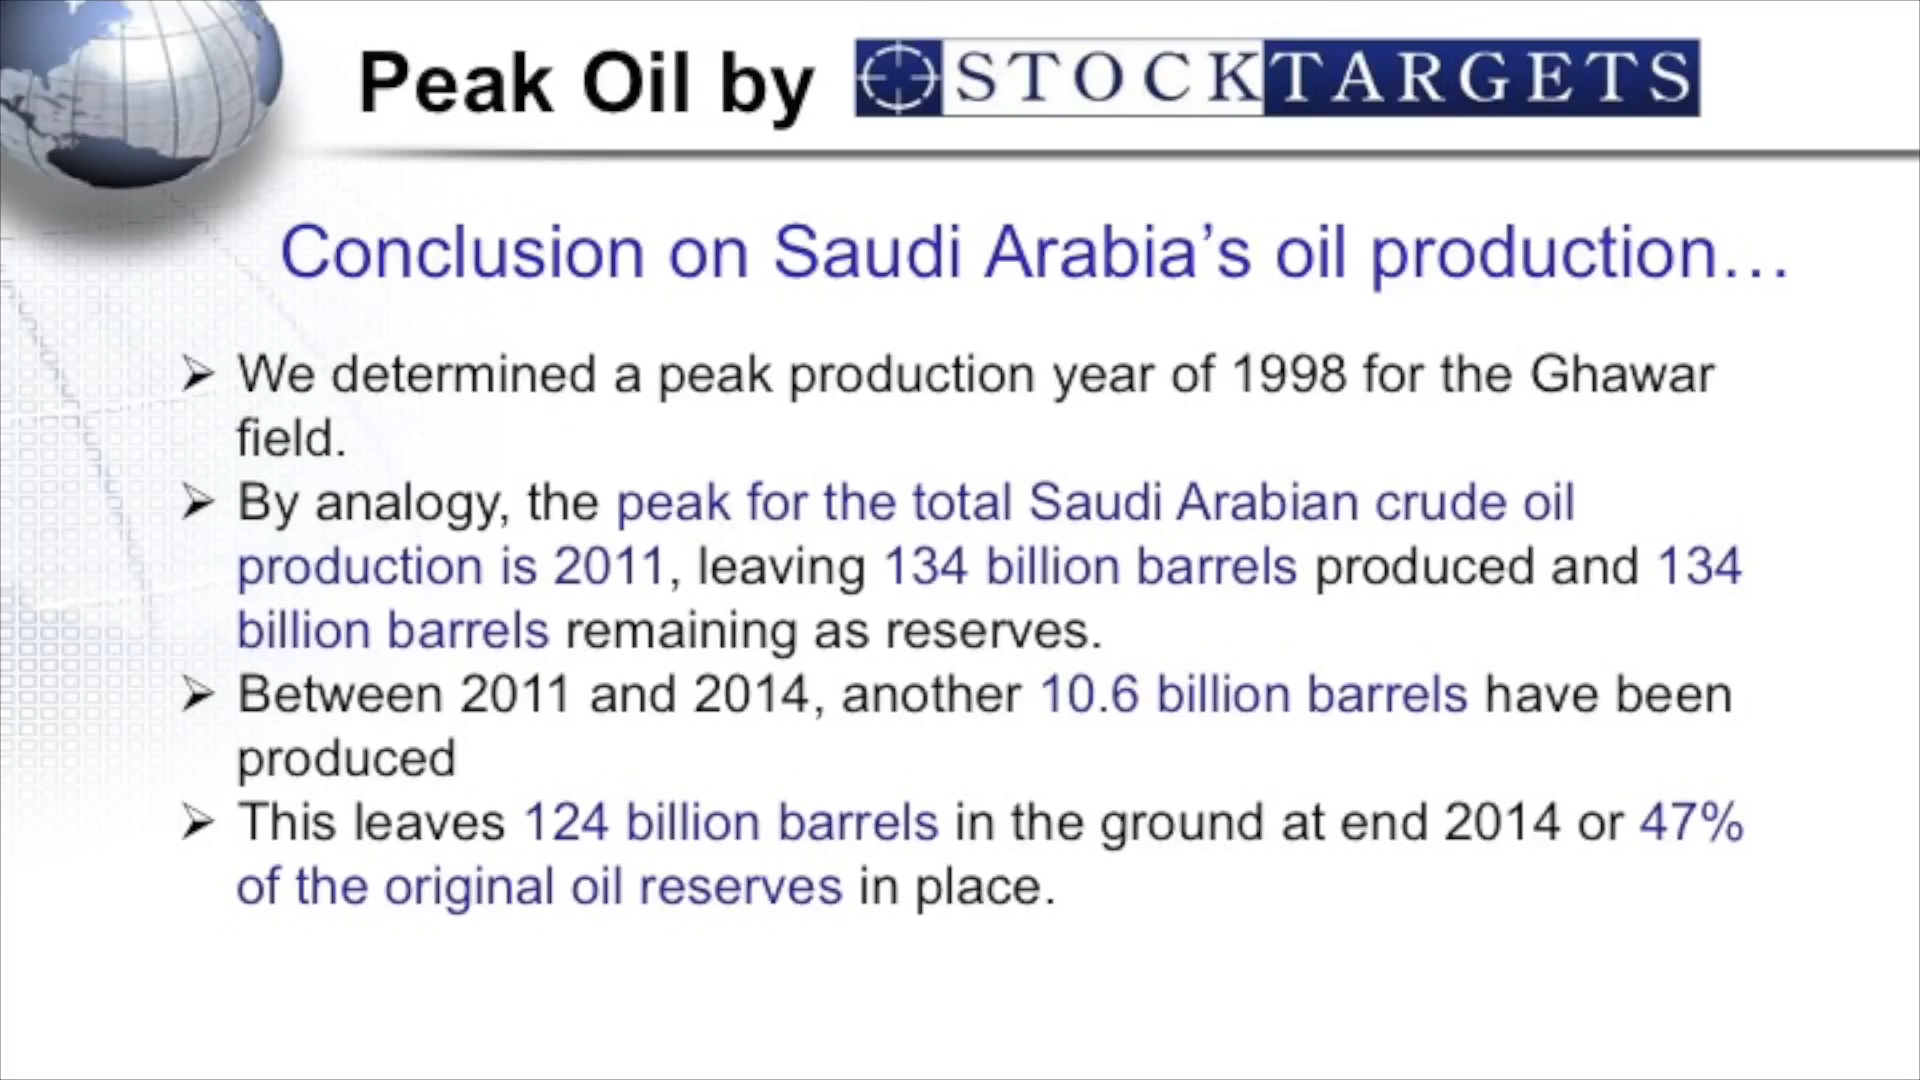 Peak Oil by STOCKTARGETS
Conclusion on Saudi Arabia’s oil production…
➢ We determined a peak production year of 1998 for the Ghawar
field.
➢ By analogy, the peak for the total Saudi Arabian crude oil
production is 2011, leaving 134 billion barrels produced and 134
billion barrels remaining as reserves.
➢ Between 2011 and 2014, another 10.6 billion barrels have been
produced
➢ This leaves 124 billion barrels in the ground at end 2014 or 47%
of the original oil reserves in place.